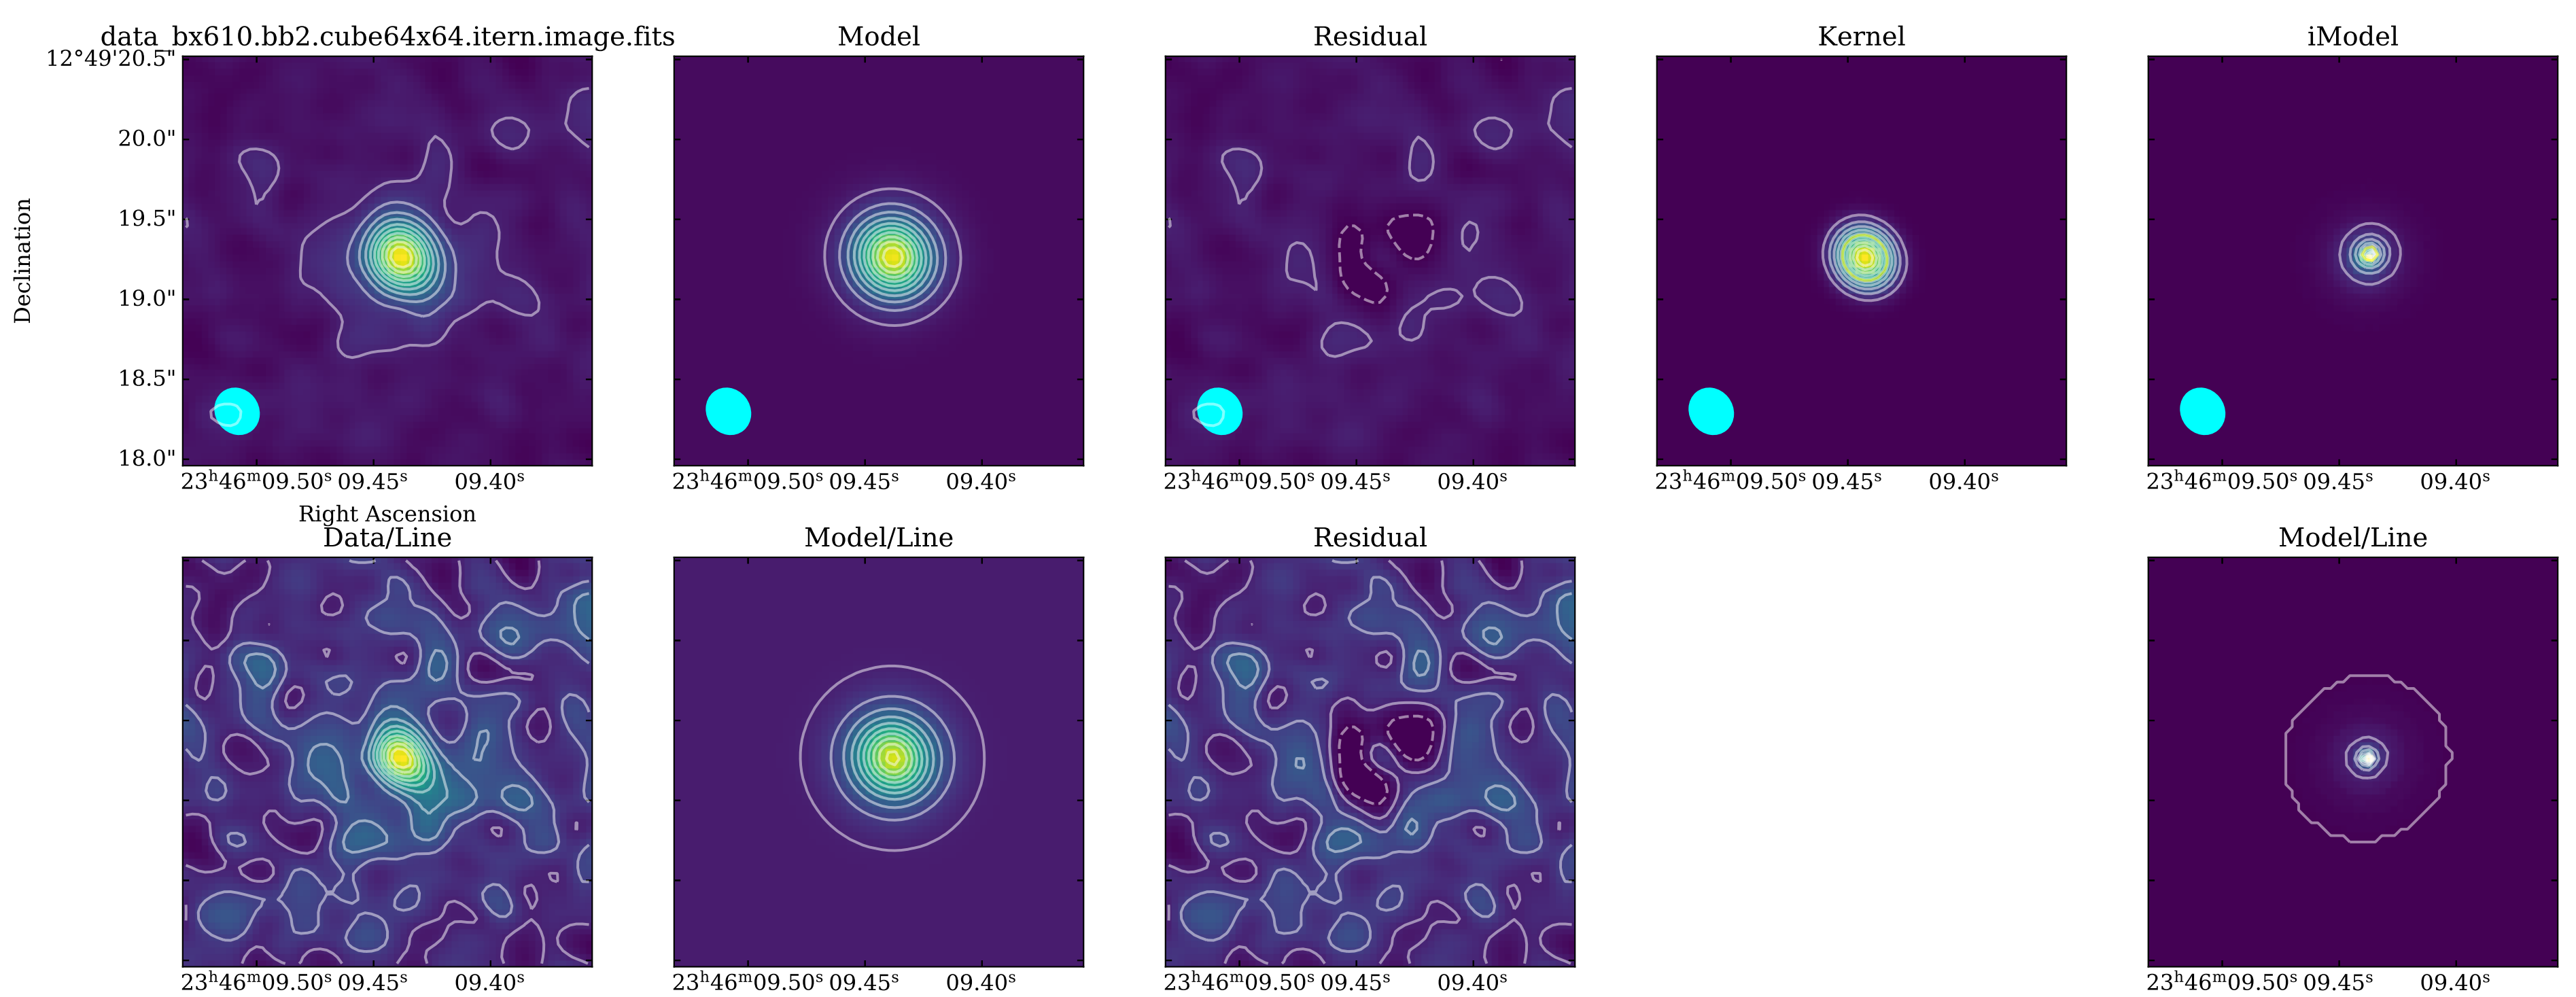 data_bx610.bb2.cube64x64.itern.image.fits
Model
Residual
Kernel
iModel
12°49'20.5"
20.0"
19.5"
19.0"
18.5"
18.0"
Declination
23ʰ46ᵐ09.50ˢ 09.45ˢ 09.40ˢ
23ʰ46ᵐ09.50ˢ 09.45ˢ 09.40ˢ
23ʰ46ᵐ09.50ˢ 09.45ˢ 09.40ˢ
23ʰ46ᵐ09.50ˢ 09.45ˢ 09.40ˢ
23ʰ46ᵐ09.50ˢ 09.45ˢ 09.40ˢ
Right Ascension
Data/Line
Model/Line
Residual
Model/Line
23ʰ46ᵐ09.50ˢ 09.45ˢ 09.40ˢ
23ʰ46ᵐ09.50ˢ 09.45ˢ 09.40ˢ
23ʰ46ᵐ09.50ˢ 09.45ˢ 09.40ˢ
23ʰ46ᵐ09.50ˢ 09.45ˢ 09.40ˢ